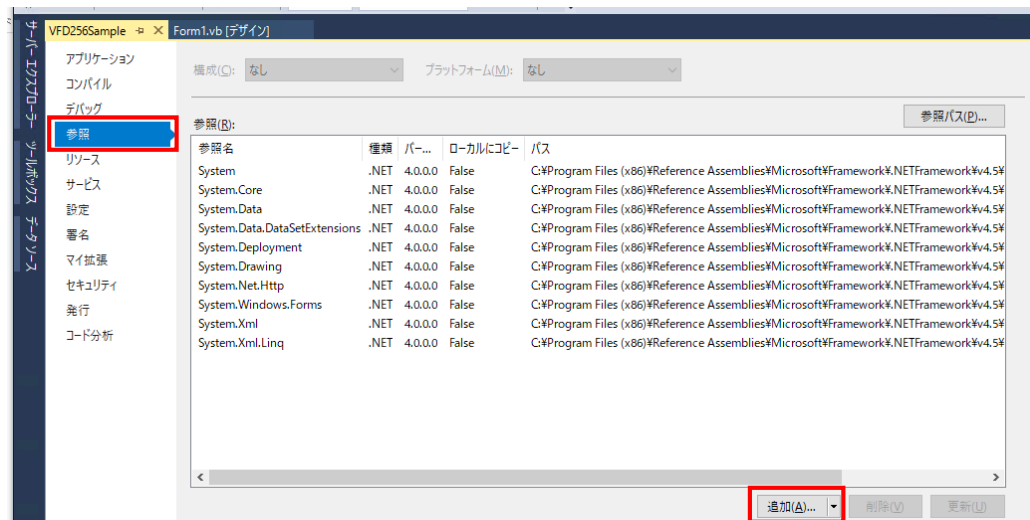 サーバー エクスプローラー
ツールボックス
データ ソース
VFD256Sample
Form1.vb [デザイン]
アプリケーション
コンパイル
デバッグ
参照
リソース
サービス
設定
署名
マイ拡張
セキュリティ
発行
コード分析
構成(C): なし プラットフォーム(M): なし
参照(R): 参照パス(P)...
参照名 種類 バー... ローカルにコピー パス
System .NET 4.0.0.0 False C:¥Program Files (x86)¥Reference Assemblies¥Microsoft¥Framework¥.NETFramework¥v4.5¥
System.Core .NET 4.0.0.0 False C:¥Program Files (x86)¥Reference Assemblies¥Microsoft¥Framework¥.NETFramework¥v4.5¥
System.Data .NET 4.0.0.0 False C:¥Program Files (x86)¥Reference Assemblies¥Microsoft¥Framework¥.NETFramework¥v4.5¥
System.Data.DataSetExtensions .NET 4.0.0.0 False C:¥Program Files (x86)¥Reference Assemblies¥Microsoft¥Framework¥.NETFramework¥v4.5¥
System.Deployment .NET 4.0.0.0 False C:¥Program Files (x86)¥Reference Assemblies¥Microsoft¥Framework¥.NETFramework¥v4.5¥
System.Drawing .NET 4.0.0.0 False C:¥Program Files (x86)¥Reference Assemblies¥Microsoft¥Framework¥.NETFramework¥v4.5¥
System.Net.Http .NET 4.0.0.0 False C:¥Program Files (x86)¥Reference Assemblies¥Microsoft¥Framework¥.NETFramework¥v4.5¥
System.Windows.Forms .NET 4.0.0.0 False C:¥Program Files (x86)¥Reference Assemblies¥Microsoft¥Framework¥.NETFramework¥v4.5¥
System.Xml .NET 4.0.0.0 False C:¥Program Files (x86)¥Reference Assemblies¥Microsoft¥Framework¥.NETFramework¥v4.5¥
System.Xml.Linq .NET 4.0.0.0 False C:¥Program Files (x86)¥Reference Assemblies¥Microsoft¥Framework¥.NETFramework¥v4.5¥
追加(A)... 削除(V) 更新(U)